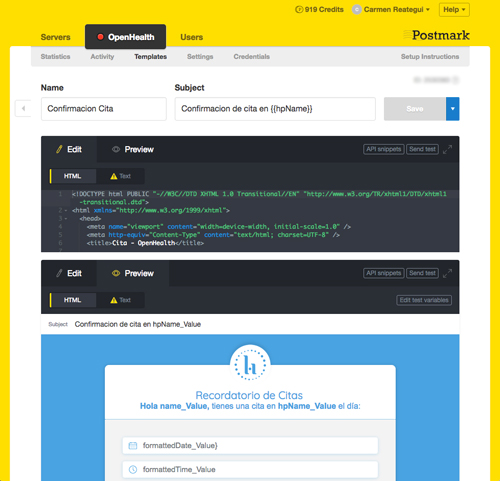 919 Credits
Carmen Reategui
Help
Servers
OpenHealth
Users
Postmark
Statistics
Activity
Templates
Settings
Credentials
Setup Instructions
Name
Subject
Confirmacion Cita
Confirmacion de cita en {{hpName}}
Save
Edit
Preview
API snippets
Send test
HTML
Text
1 <!DOCTYPE html PUBLIC "-//W3C//DTD XHTML 1.0 Transitional//EN" "http://www.w3.org/TR/xhtml1/DTD/xhtml1
-transitional.dtd">
2 <html xmlns="http://www.w3.org/1999/xhtml">
3 <head>
4 <meta name="viewport" content="width=device-width, initial-scale=1.0" />
5 <meta http-equiv="Content-Type" content="text/html; charset=UTF-8" />
6 <title>Cita - OpenHealth</title>
Edit
Preview
API snippets
Send test
HTML
Text
Edit test variables
Subject
Confirmacion de cita en hpName_Value
Recordatorio de Citas
Hola name_Value, tienes una cita en hpName_Value el día:
formattedDate_Value}
formattedTime_Value